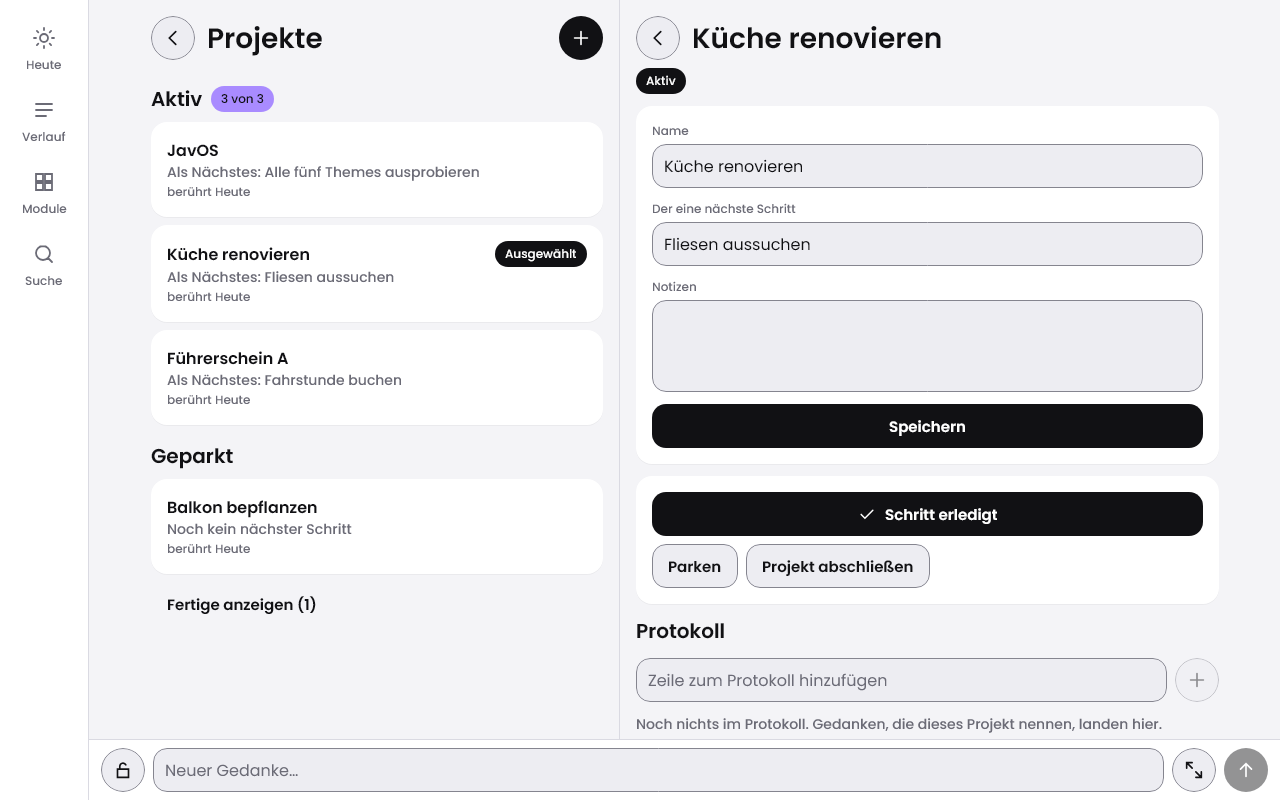 Heute
Verlauf
Module
Suche
Projekte
Aktiv
3 von 3
JavOS
Als Nächstes: Alle fünf Themes ausprobieren
berührt Heute
Küche renovieren
Ausgewählt
Als Nächstes: Fliesen aussuchen
berührt Heute
Führerschein A
Als Nächstes: Fahrstunde buchen
berührt Heute
Geparkt
Balkon bepflanzen
Noch kein nächster Schritt
berührt Heute
Fertige anzeigen (1)
Küche renovieren
Aktiv
Name
Küche renovieren
Der eine nächste Schritt
Fliesen aussuchen
Notizen
Speichern
Schritt erledigt
Parken
Projekt abschließen
Protokoll
Zeile zum Protokoll hinzufügen
Noch nichts im Protokoll. Gedanken, die dieses Projekt nennen, landen hier.
Neuer Gedanke…